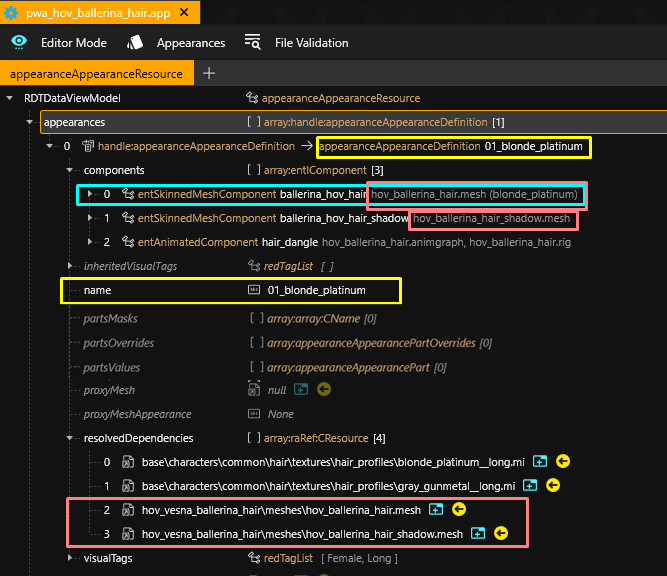 pwa_hov_ballerina_hair.app ×
Editor Mode Appearances File Validation
appearanceAppearanceResource +
RDTDataViewModel appearanceAppearanceResource
appearances [ ] array:handle:appearanceAppearanceDefinition [1]
0 handle:appearanceAppearanceDefinition → appearanceAppearanceDefinition 01_blonde_platinum
components [ ] array:entIComponent [3]
0 entSkinnedMeshComponent ballerina_hov_hair hov_ballerina_hair.mesh (blonde_platinum)
1 entSkinnedMeshComponent ballerina_hov_hair_shadow hov_ballerina_hair_shadow.mesh
2 entAnimatedComponent hair_dangle hov_ballerina_hair.animgraph, hov_ballerina_hair.rig
inheritedVisualTags redTagList [ ]
name abc 01_blonde_platinum
partsMasks [ ] array:array:CName [0]
partsOverrides [ ] array:appearanceAppearancePartOverrides [0]
partsValues [ ] array:appearanceAppearancePart [0]
proxyMesh null
proxyMeshAppearance abc None
resolvedDependencies [ ] array:raRef:CResource [4]
0 base\characters\common\hair\textures\hair_profiles\blonde_platinum__long.mi
1 base\characters\common\hair\textures\hair_profiles\gray_gunmetal__long.mi
2 hov_vesna_ballerina_hair\meshes\hov_ballerina_hair.mesh
3 hov_vesna_ballerina_hair\meshes\hov_ballerina_hair_shadow.mesh
visualTags redTagList [ Female, Long ]